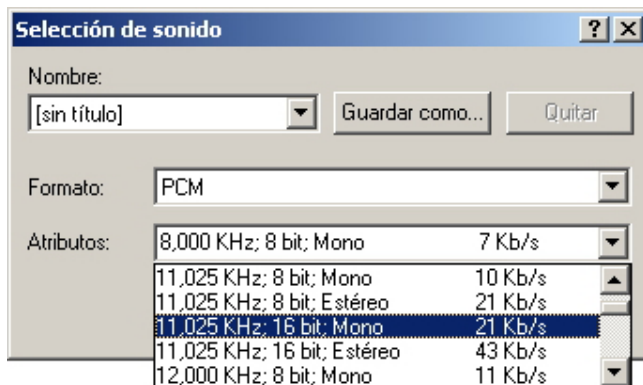 Selección de sonido
Nombre:
[sin título]
Guardar como...
Quitar
Formato:
PCM
Atributos:
8,000 KHz; 8 bit; Mono 7 Kb/s
11,025 KHz; 8 bit; Mono 10 Kb/s
11,025 KHz; 8 bit; Estéreo 21 Kb/s
11,025 KHz; 16 bit; Mono 21 Kb/s
11,025 KHz; 16 bit; Estéreo 43 Kb/s
12,000 KHz; 8 bit; Mono 11 Kb/s